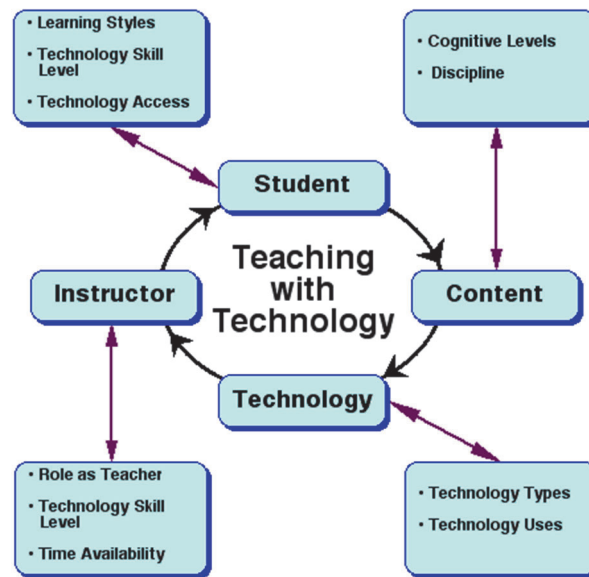 • Learning Styles
• Technology Skill
Level
• Technology Access
• Cognitive Levels
• Discipline
Student
Teaching
with
Technology
Instructor
Content
Technology
• Role as Teacher
• Technology Skill
Level
• Time Availability
• Technology Types
• Technology Uses